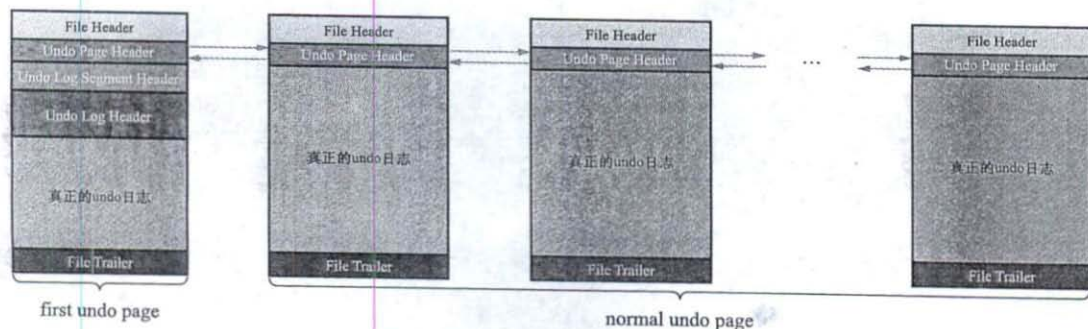 File Header
Undo Page Header
Undo Log Segment Header
Undo Log Header
真正的undo日志
File Trailer
first undo page
File Header
Undo Page Header
真正的undo日志
File Trailer
File Header
Undo Page Header
真正的undo日志
File Trailer
...
File Header
Undo Page Header
真正的undo日志
File Trailer
normal undo page